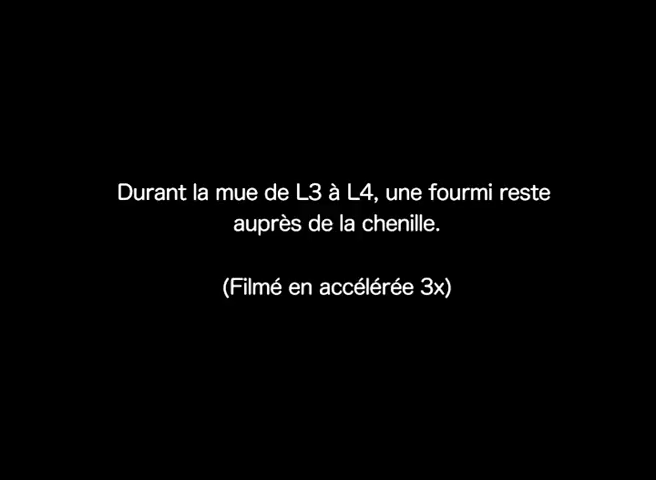 Durant la mue de L3 à L4, une fourmi reste
auprès de la chenille.
(Filmé en accélérée 3x)